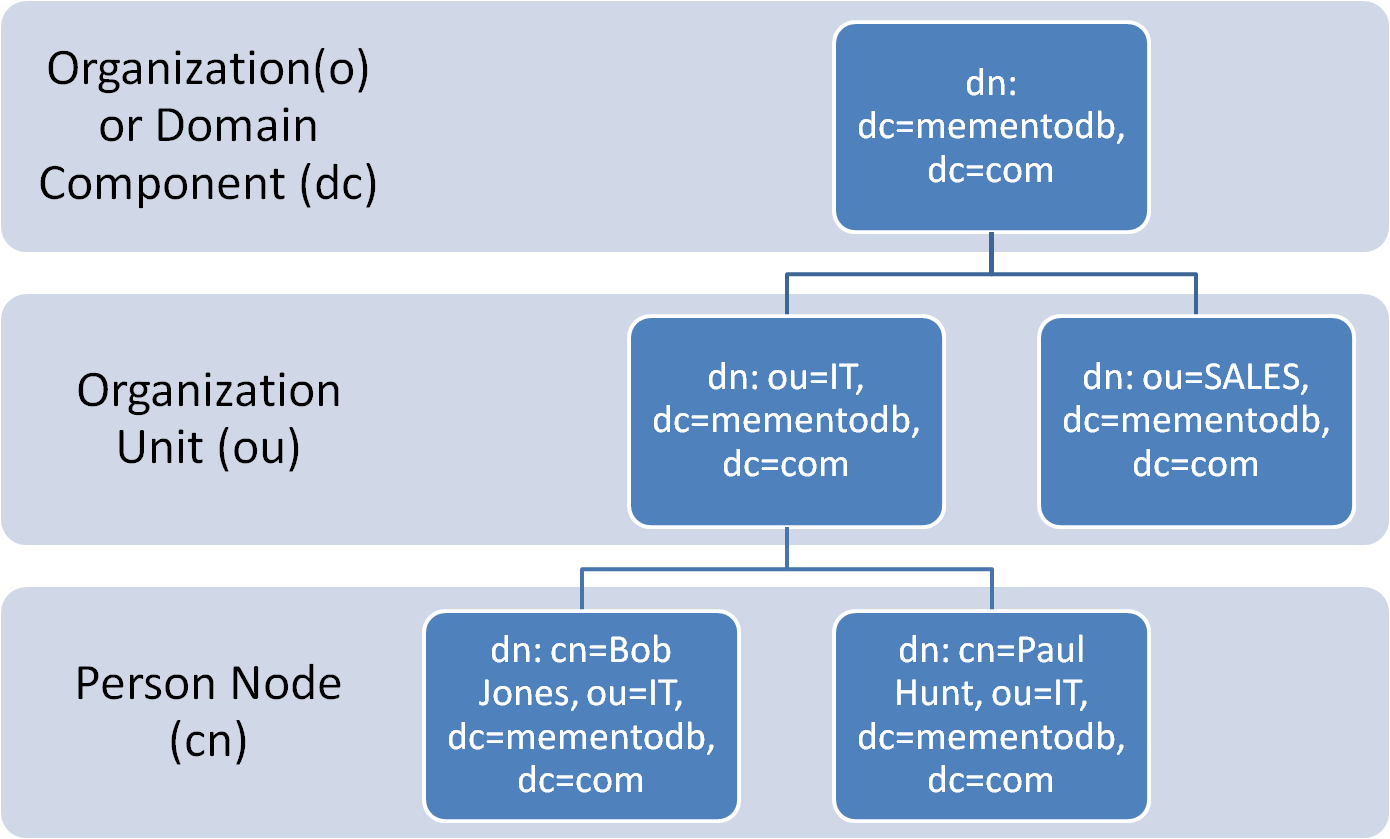 Organization(o)
or Domain
Component (dc)
dn:
dc=mementodb,
dc=com
Organization
Unit (ou)
dn: ou=IT,
dc=mementodb,
dc=com
dn: ou=SALES,
dc=mementodb,
dc=com
Person Node
(cn)
dn: cn=Bob
Jones, ou=IT,
dc=mementodb,
dc=com
dn: cn=Paul
Hunt, ou=IT,
dc=mementodb,
dc=com